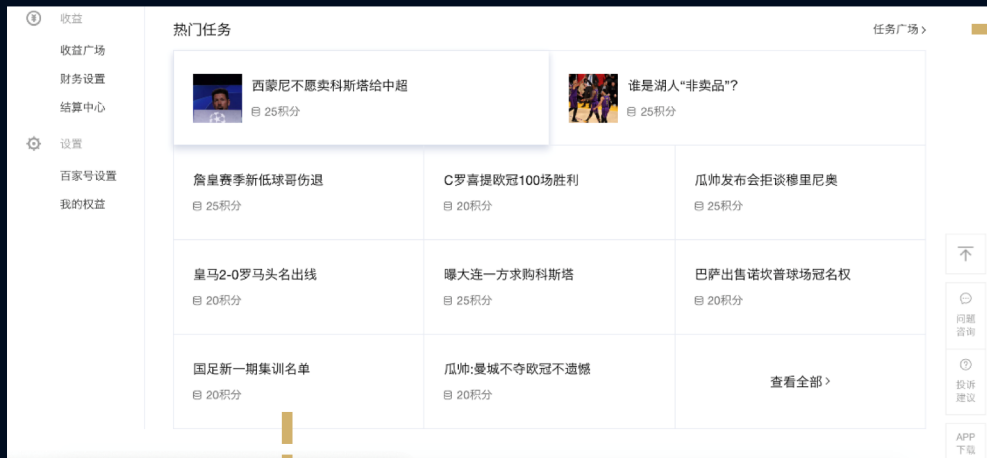 收益
收益广场
财务设置
结算中心
设置
百家号设置
我的权益
热门任务
任务广场
西蒙尼不愿卖科斯塔给中超
25积分
谁是湖人“非卖品”?
25积分
詹皇赛季新低球哥伤退
25积分
C罗喜提欧冠100场胜利
20积分
瓜帅发布会拒谈穆里尼奥
25积分
皇马2-0罗马头名出线
20积分
曝大连一方求购科斯塔
25积分
巴萨出售诺坎普球场冠名权
20积分
国足新一期集训名单
20积分
瓜帅:曼城不夺欧冠不遗憾
20积分
查看全部
问题
咨询
投诉
建议
APP
下载